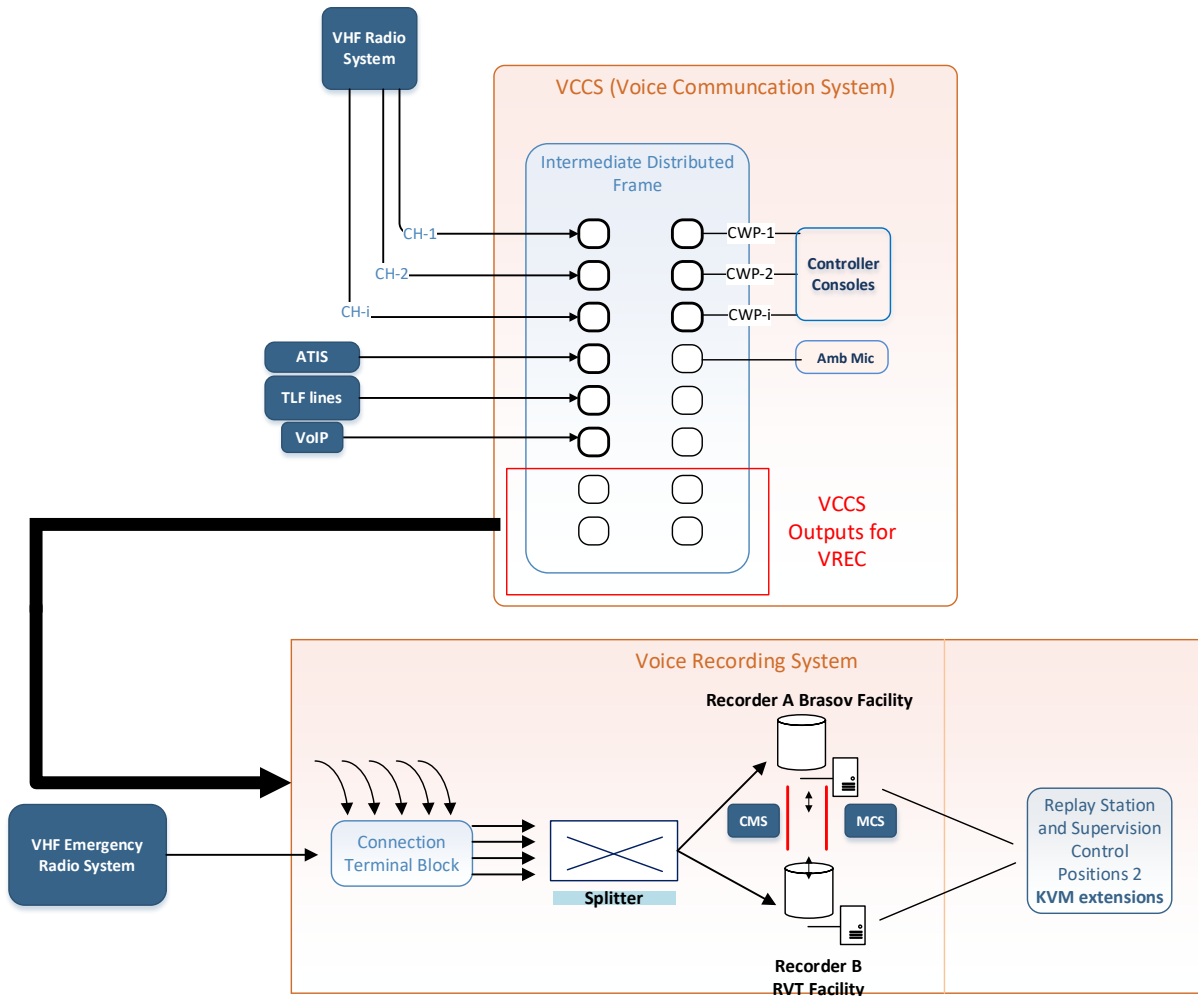 VHF Radio
System
VCCS (Voice Communcation System)
Intermediate Distributed
Frame
CH-1
CWP-1
CH-2
CWP-2
Controller
Consoles
CH-i
CWP-i
ATIS
Amb Mic
TLF lines
VoIP
VCCS
Outputs for
VREC
Voice Recording System
Recorder A Brasov Facility
CMS
MCS
Connection
Terminal Block
Splitter
VHF Emergency
Radio System
Replay Station
and Supervision
Control
Positions 2
KVM extensions
Recorder B
RVT Facility